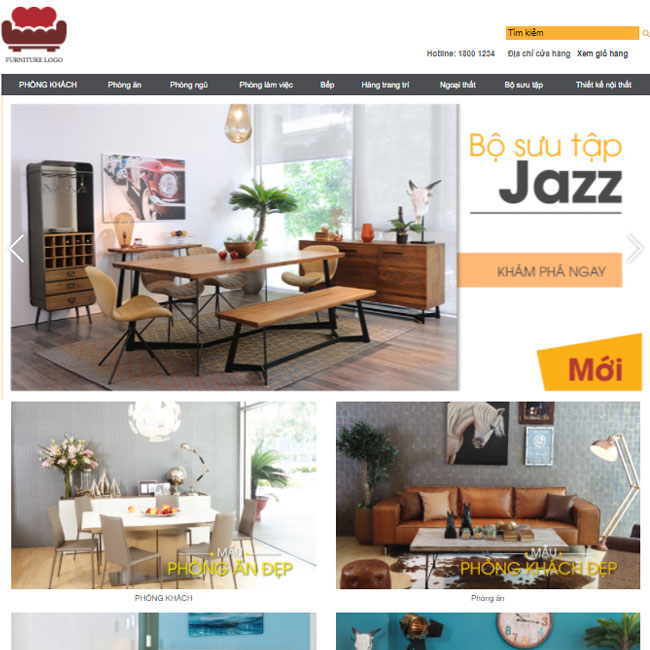 FURNITURE LOGO
Tìm kiếm
Hotline: 1800 1234 Địa chỉ cửa hàng Xem giỏ hàng
PHÒNG KHÁCH Phòng ăn Phòng ngủ Phòng làm việc Bếp Hàng trang trí Ngoại thất Bộ sưu tập Thiết kế nội thất
Bộ sưu tập
Jazz
KHÁM PHÁ NGAY
Mới
MẪU
PHÒNG ĂN ĐẸP
MẪU
PHÒNG KHÁCH ĐẸP
PHÒNG KHÁCH
Phòng ăn